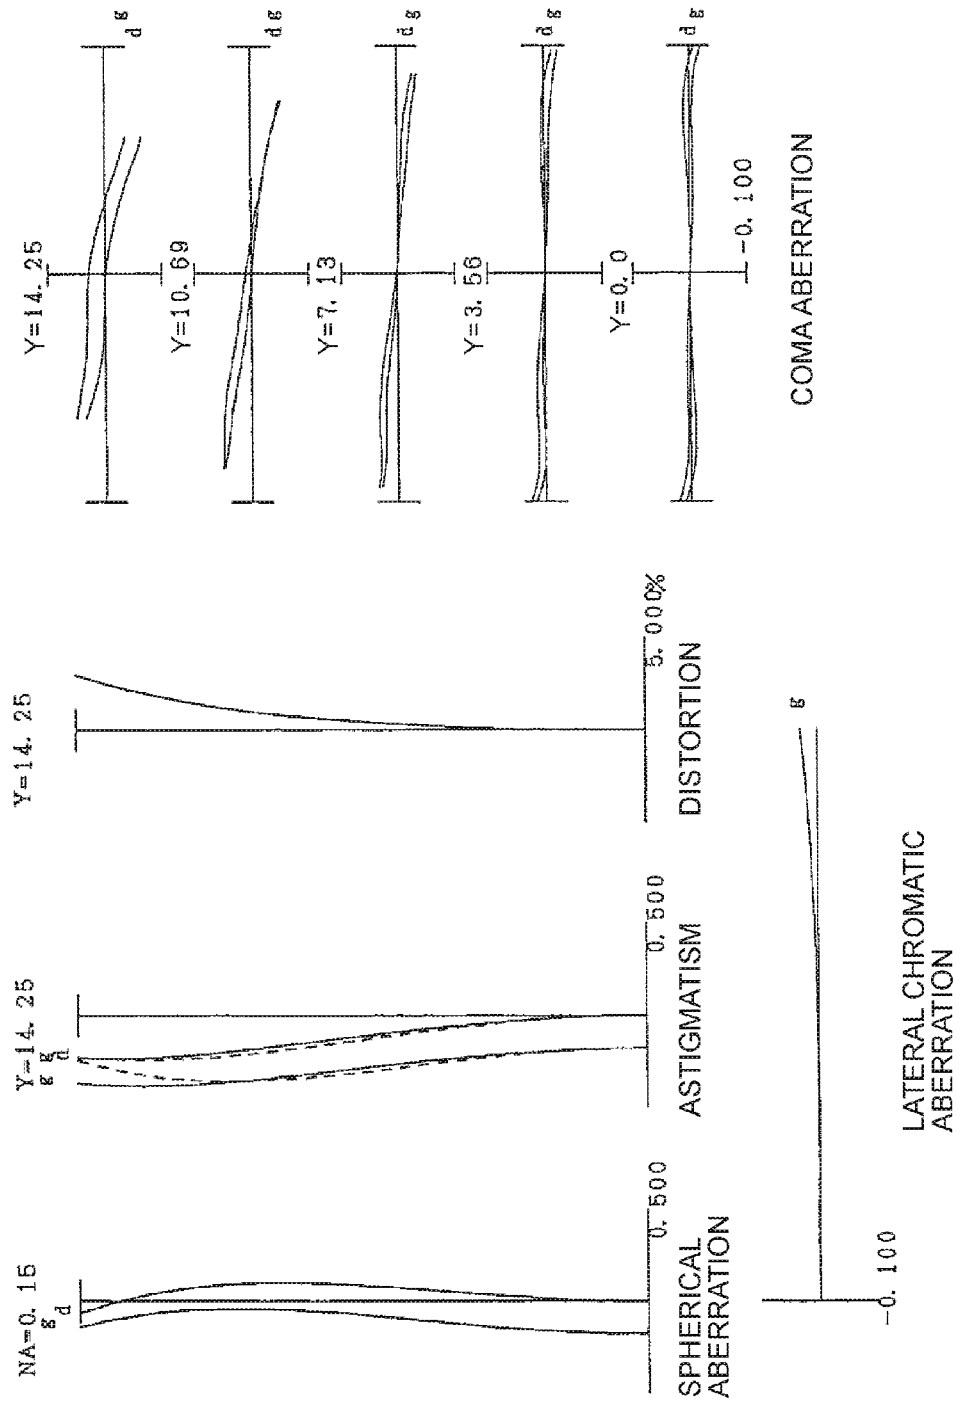 NA=0. 15
g
d
0. 500
SPHERICAL
ABERRATION
Y=14. 25
g g
d
0. 500
ASTIGMATISM
Y=14. 25
5. 000%
DISTORTION
g
-0. 100
LATERAL CHROMATIC
ABERRATION
Y=14. 25
d g
Y=10. 69
d g
Y=7. 13
d g
Y=3. 56
d g
Y=0. 0
d g
-0. 100
COMA ABERRATION